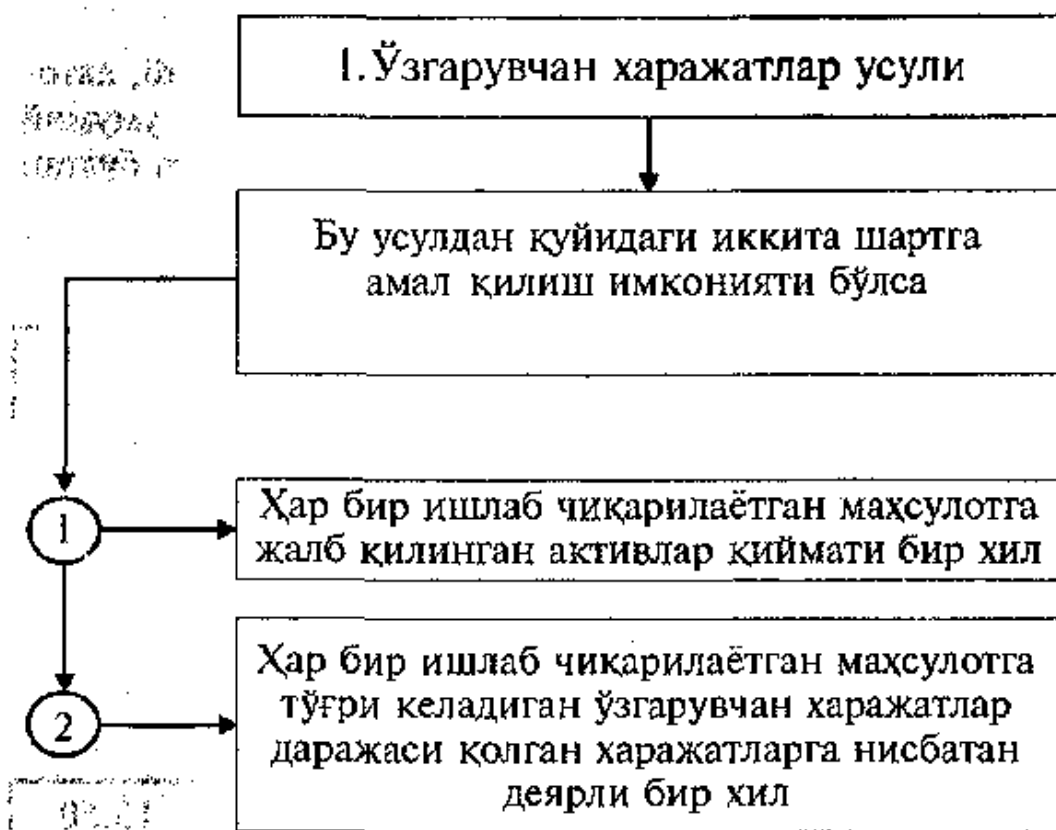 1. Ўзгарувчан харажатлар усули
Бу усулдан қуйидаги иккита шартга
амал қилиш имконияти бўлса
1
Ҳар бир ишлаб чиқарилаётган маҳсулотга
жалб қилинган активлар қиймати бир хил
2
Ҳар бир ишлаб чиқарилаётган маҳсулотга
тўғри келадиган ўзгарувчан харажатлар
даражаси қолган харажатларга нисбатан
деярли бир хил